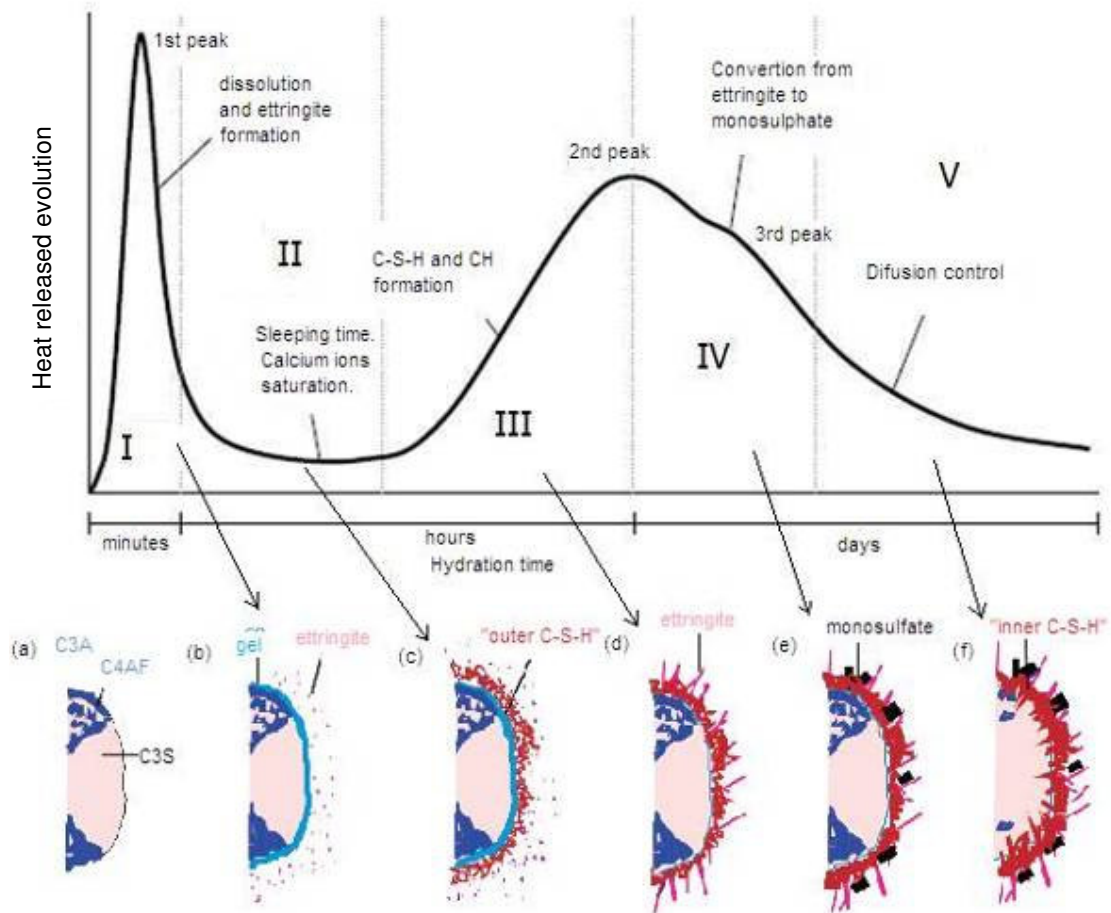 1st peak
dissolution
and ettringite
formation
Convertion from
ettringite to
monosulphate
2nd peak
V
3rd peak
II
C-S-H and CH
formation
Difusion control
Sleeping time.
Calcium ions
saturation.
IV
III
I
Heat released evolution
minutes
hours
Hydration time
days
(a)
C3A
C4AF
C3S
(b)
gel
ettringite
(c)
"outer C-S-H"
(d)
ettringite
(e)
monosulfate
(f)
"inner C-S-H"